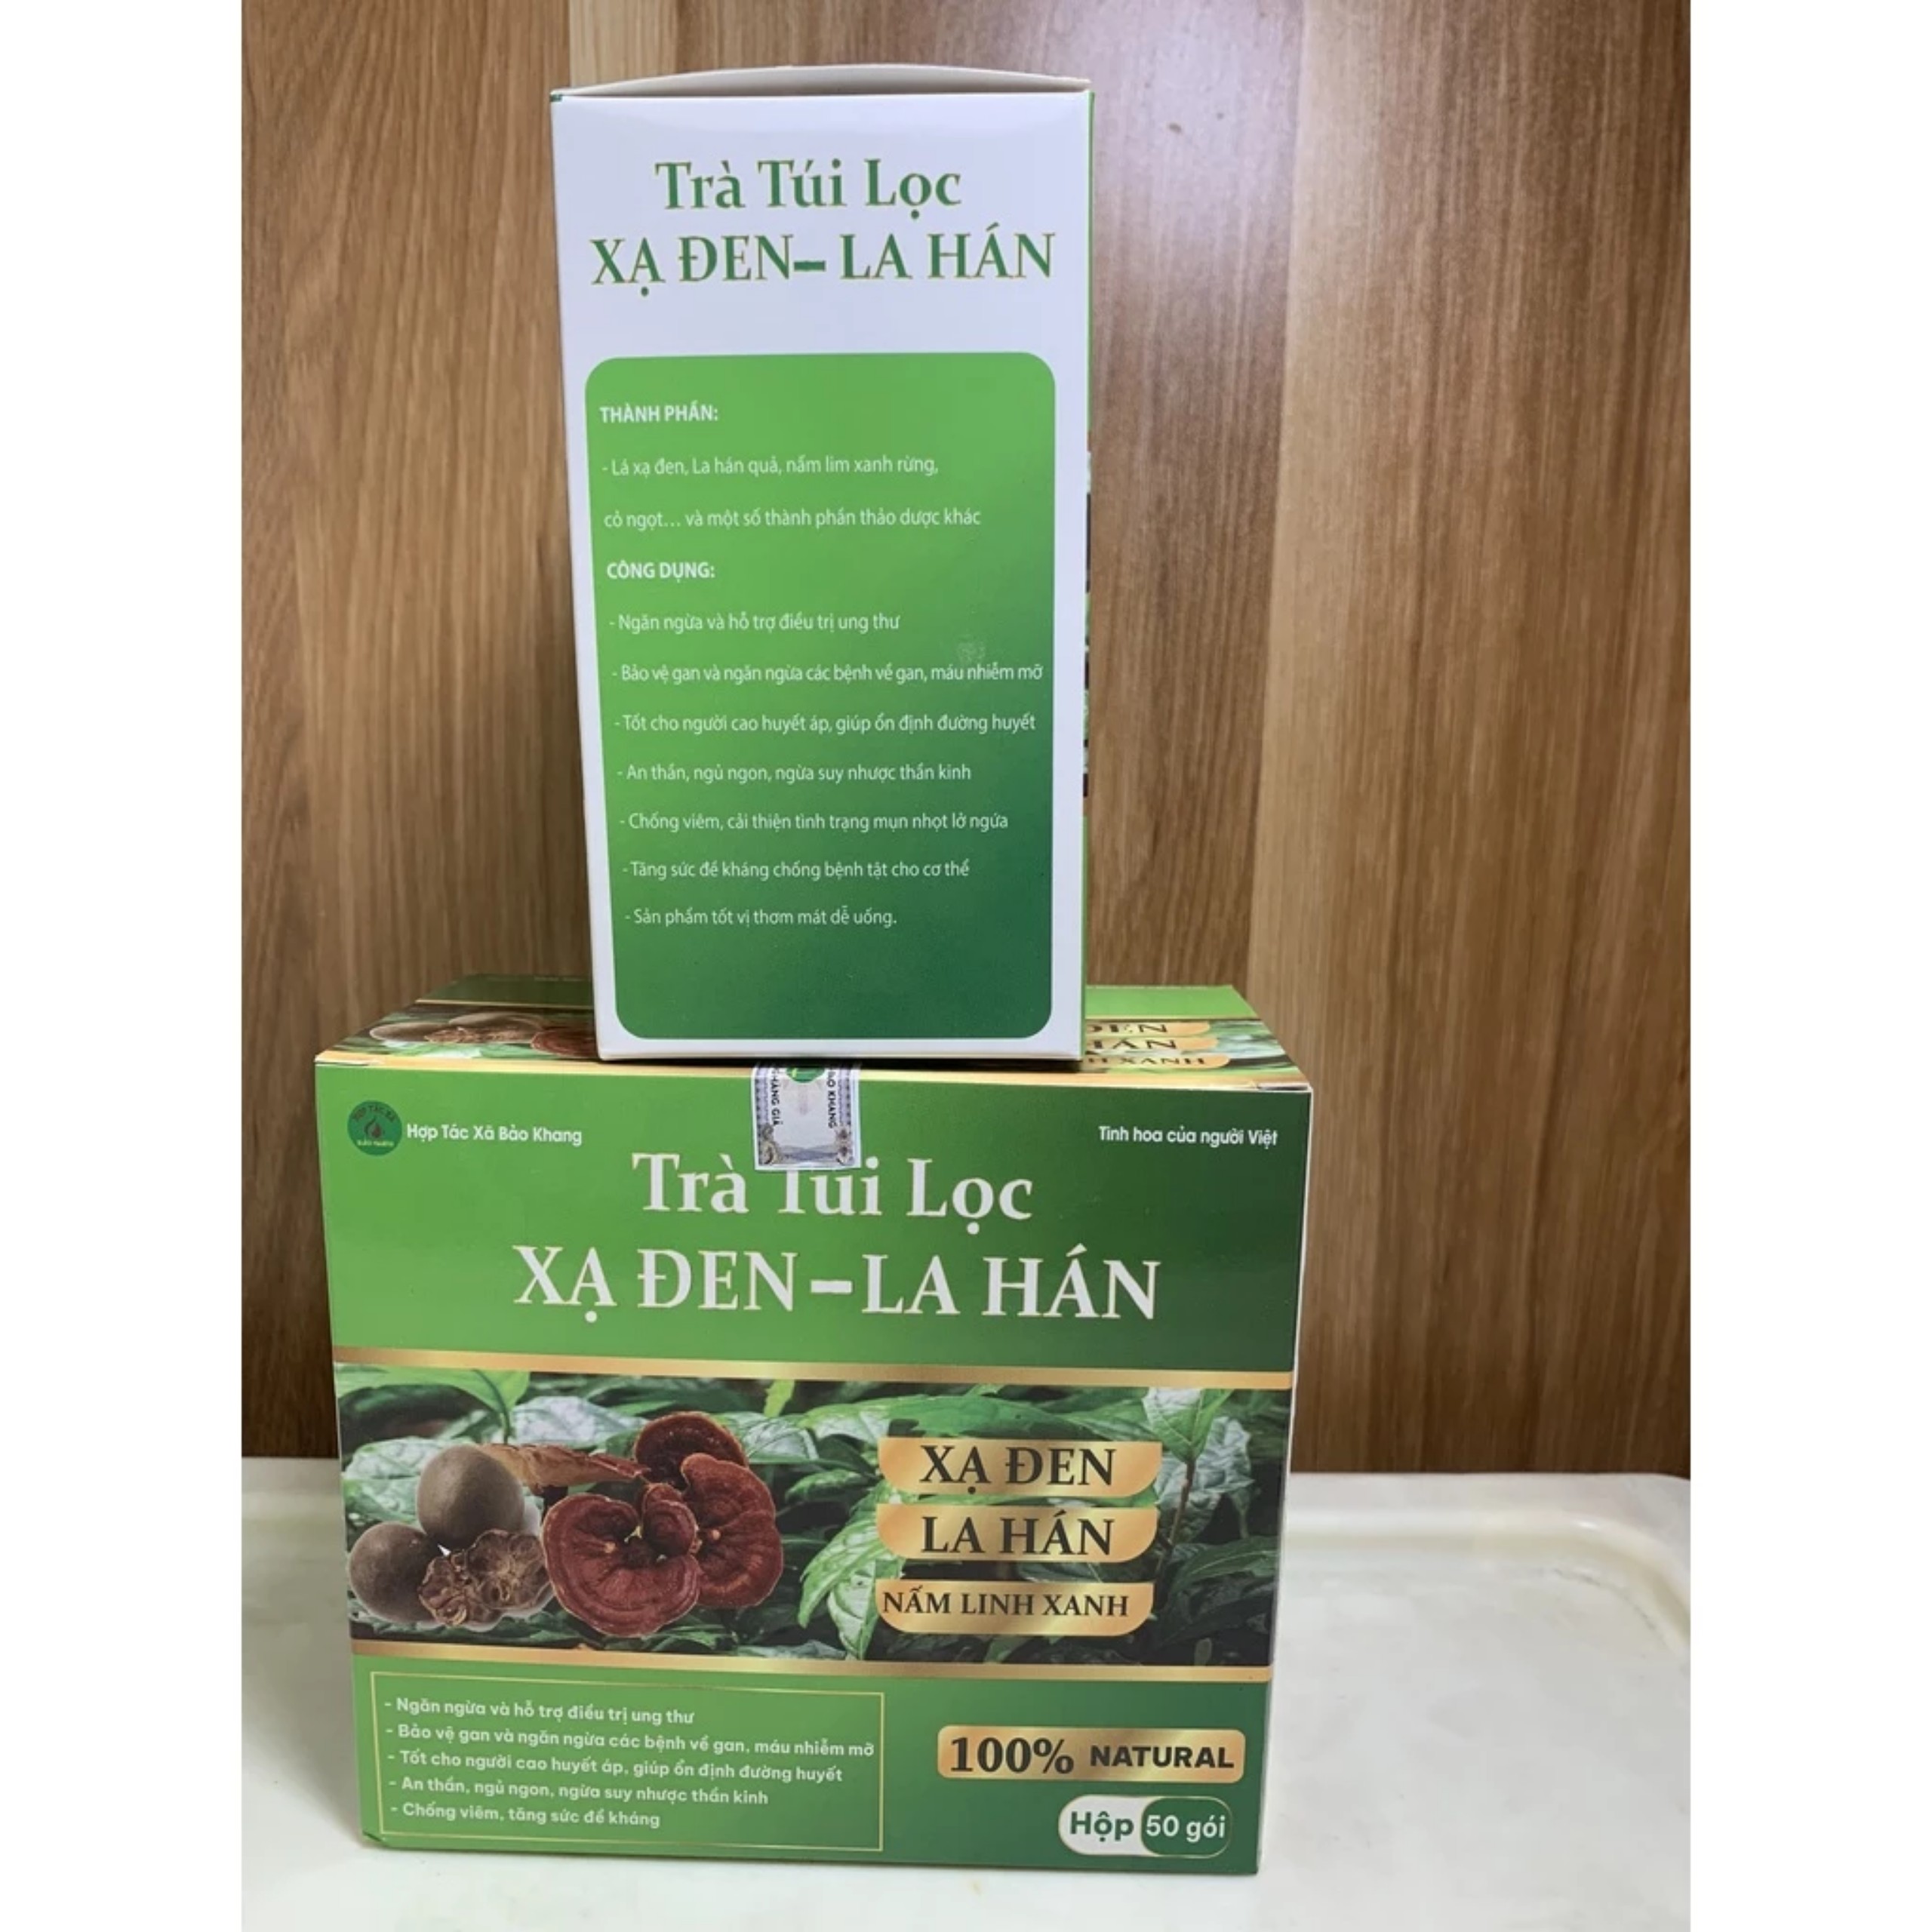 Trà Túi Lọc
XẠ ĐEN - LA HÁN
THÀNH PHẦN:
- Lá xạ đen, La hán quả, nấm lim xanh rừng,
cỏ ngọt... và một số thành phần thảo dược khác
CÔNG DỤNG:
- Ngăn ngừa và hỗ trợ điều trị ung thư
- Bảo vệ gan và ngăn ngừa các bệnh về gan, máu nhiễm mỡ
- Tốt cho người cao huyết áp, giúp ổn định đường huyết
- An thần, ngủ ngon, ngừa suy nhược thần kinh
- Chống viêm, cải thiện tình trạng mụn nhọt lở ngứa
- Tăng sức đề kháng chống bệnh tật cho cơ thể
- Sản phẩm tốt vị thơm mát dễ uống.
Hợp Tác Xã Bảo Khang
Tinh hoa của người Việt
Trà Túi Lọc
XẠ ĐEN - LA HÁN
XẠ ĐEN
LA HÁN
NẤM LINH XANH
- Ngăn ngừa và hỗ trợ điều trị ung thư
- Bảo vệ gan và ngăn ngừa các bệnh về gan, máu nhiễm mỡ
- Tốt cho người cao huyết áp, giúp ổn định đường huyết
- An thần, ngủ ngon, ngừa suy nhược thần kinh
- Chống viêm, tăng sức đề kháng
100% NATURAL
Hộp 50 gói